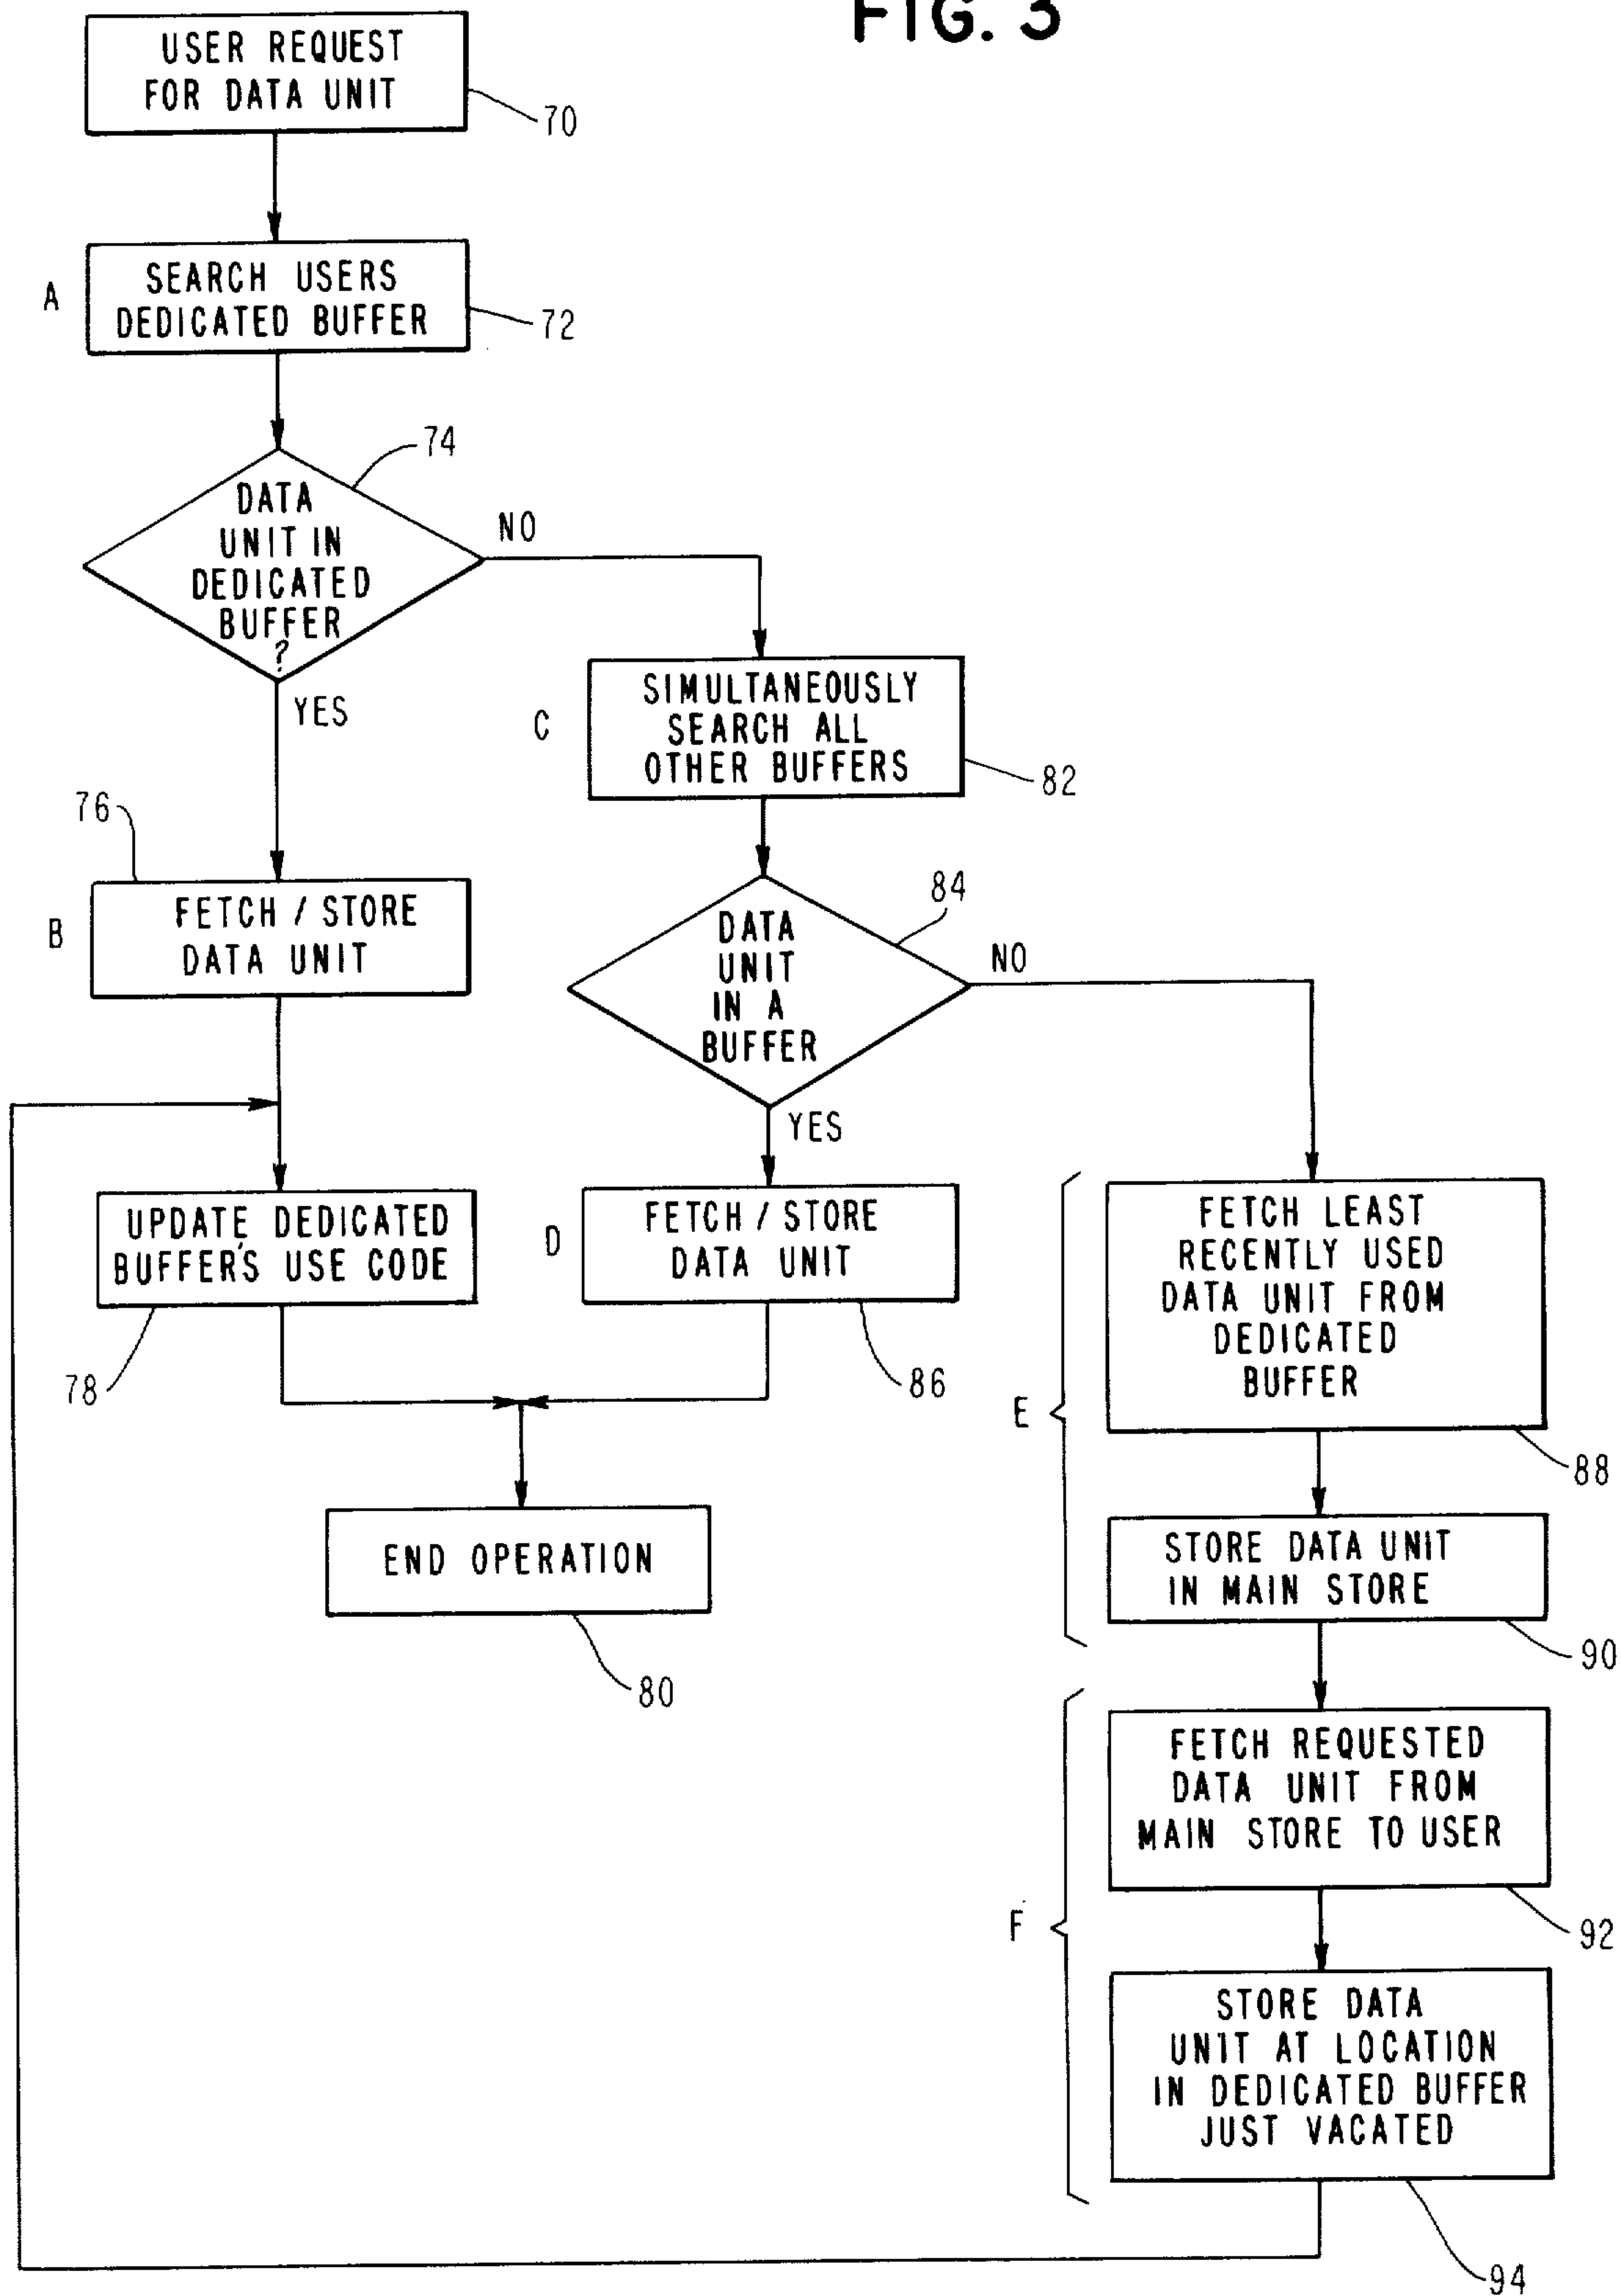 FIG. 3
USER REQUEST
FOR DATA UNIT
70
A
SEARCH USERS
DEDICATED BUFFER
72
74
DATA
UNIT IN
DEDICATED
BUFFER
?
NO
YES
C
SIMULTANEOUSLY
SEARCH ALL
OTHER BUFFERS
82
76
B
FETCH / STORE
DATA UNIT
84
DATA
UNIT
IN A
BUFFER
NO
YES
UPDATE DEDICATED
BUFFER'S USE CODE
78
D
FETCH / STORE
DATA UNIT
86
END OPERATION
80
E
FETCH LEAST
RECENTLY USED
DATA UNIT FROM
DEDICATED
BUFFER
88
STORE DATA UNIT
IN MAIN STORE
90
F
FETCH REQUESTED
DATA UNIT FROM
MAIN STORE TO USER
92
STORE DATA
UNIT AT LOCATION
IN DEDICATED BUFFER
JUST VACATED
94